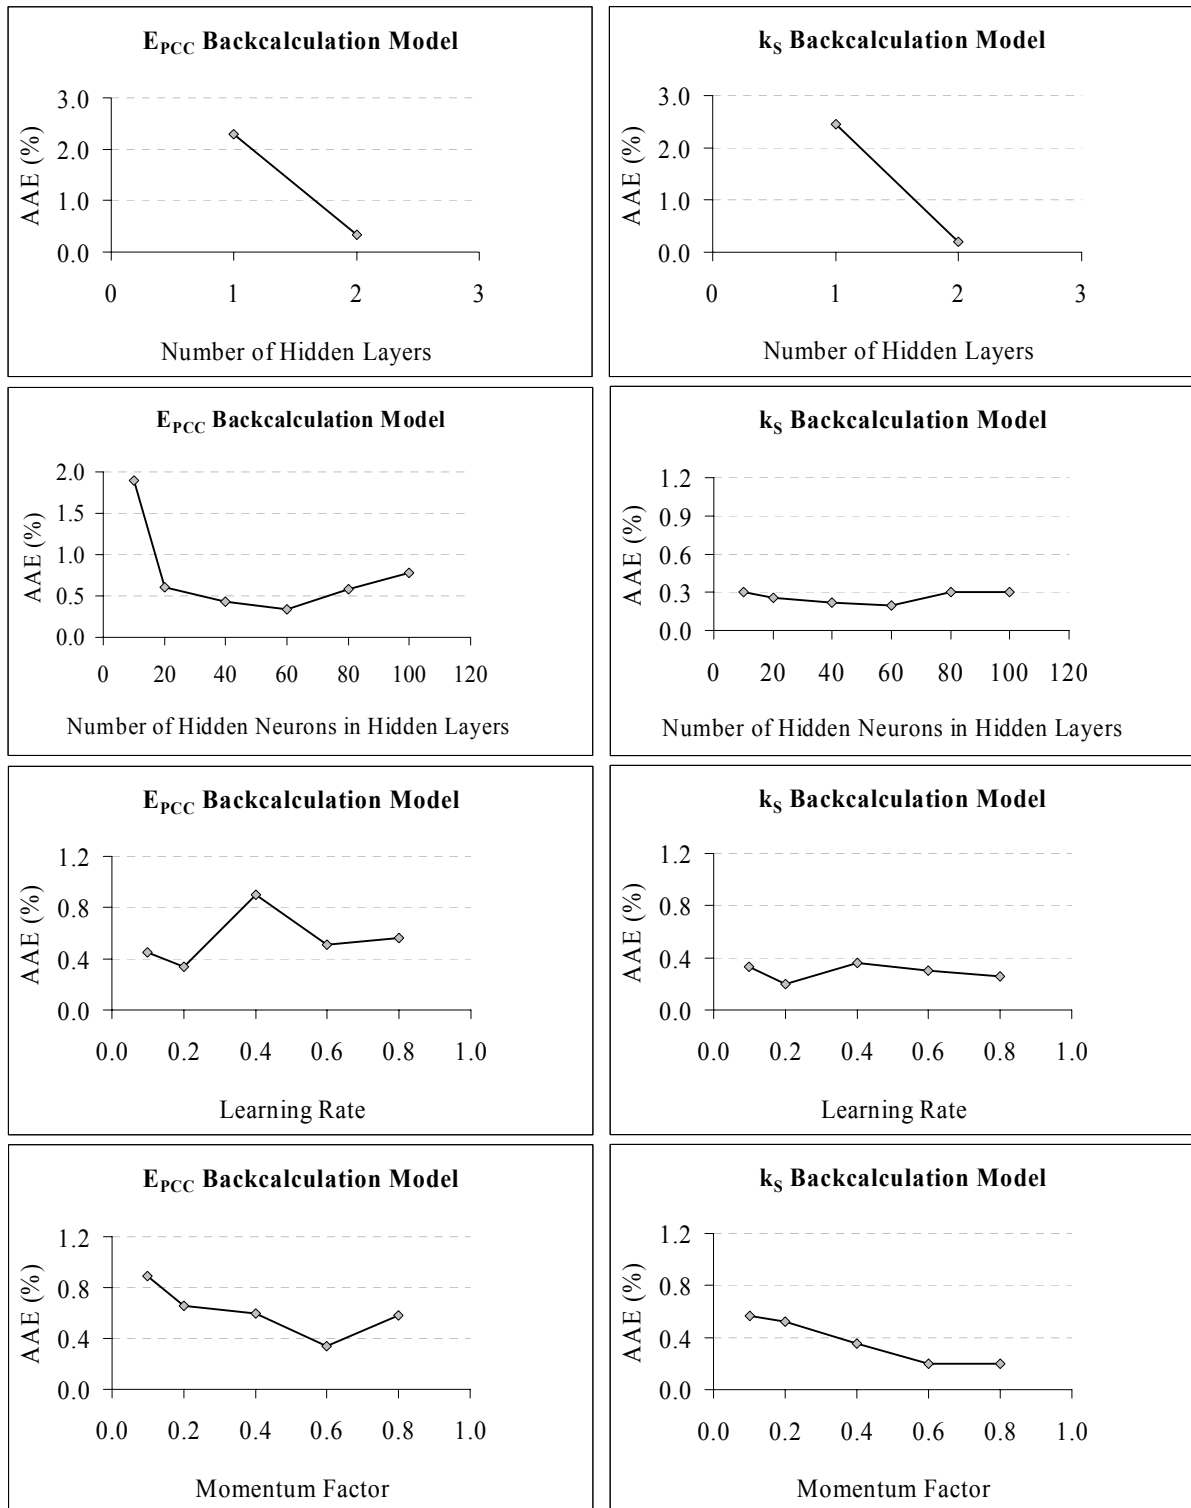 E_PCC Backcalculation Model
3.0
2.0
1.0
0.0
AAE (%)
0 1 2 3
Number of Hidden Layers
k_S Backcalculation Model
3.0
2.0
1.0
0.0
AAE (%)
0 1 2 3
Number of Hidden Layers
E_PCC Backcalculation Model
2.0
1.5
1.0
0.5
0.0
AAE (%)
0 20 40 60 80 100 120
Number of Hidden Neurons in Hidden Layers
k_S Backcalculation Model
1.2
0.9
0.6
0.3
0.0
AAE (%)
0 20 40 60 80 100 120
Number of Hidden Neurons in Hidden Layers
E_PCC Backcalculation Model
1.2
0.8
0.4
0.0
AAE (%)
0.0 0.2 0.4 0.6 0.8 1.0
Learning Rate
k_S Backcalculation Model
1.2
0.8
0.4
0.0
AAE (%)
0.0 0.2 0.4 0.6 0.8 1.0
Learning Rate
E_PCC Backcalculation Model
1.2
0.8
0.4
0.0
AAE (%)
0.0 0.2 0.4 0.6 0.8 1.0
Momentum Factor
k_S Backcalculation Model
1.2
0.8
0.4
0.0
AAE (%)
0.0 0.2 0.4 0.6 0.8 1.0
Momentum Factor